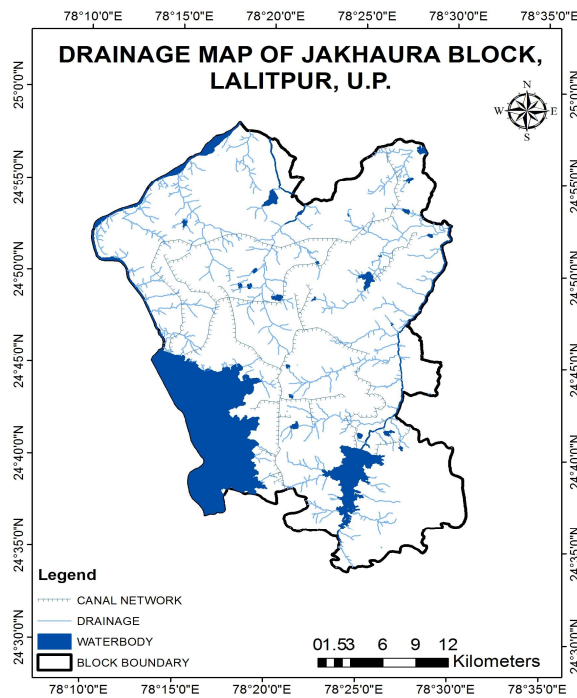 78°10'0"E 78°15'0"E 78°20'0"E 78°25'0"E 78°30'0"E 78°35'0"E
DRAINAGE MAP OF JAKHAURA BLOCK,
LALITPUR, U.P.
N
W E
S
25°0'0"N 25°0'0"N
24°55'0"N 24°55'0"N
24°50'0"N 24°50'0"N
24°45'0"N 24°45'0"N
24°40'0"N 24°40'0"N
24°35'0"N 24°35'0"N
24°30'0"N 24°30'0"N
Legend
CANAL NETWORK
DRAINAGE
WATERBODY
BLOCK BOUNDARY
0 1.5 3 6 9 12
Kilometers
78°10'0"E 78°15'0"E 78°20'0"E 78°25'0"E 78°30'0"E 78°35'0"E